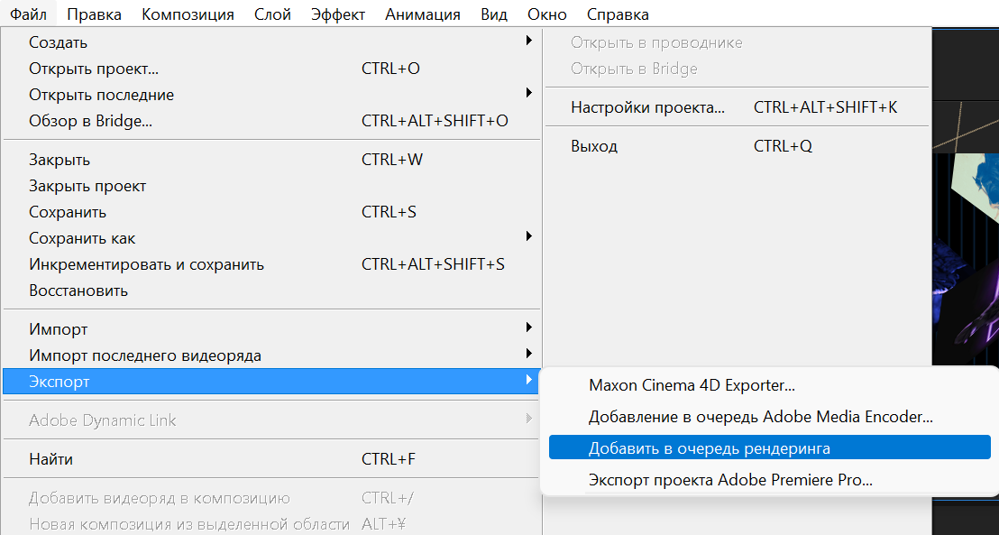 Файл Правка Композиция Слой Эффект Анимация Вид Окно Справка
Создать
Открыть проект... CTRL+O
Открыть последние
Обзор в Bridge... CTRL+ALT+SHIFT+O
Закрыть CTRL+W
Закрыть проект
Сохранить CTRL+S
Сохранить как
Инкрементировать и сохранить CTRL+ALT+SHIFT+S
Восстановить
Импорт
Импорт последнего видеоряда
Экспорт
Adobe Dynamic Link
Найти CTRL+F
Добавить видеоряд в композицию CTRL+/
Новая композиция из выделенной области ALT+¥
Открыть в проводнике
Открыть в Bridge
Настройки проекта... CTRL+ALT+SHIFT+K
Выход CTRL+Q
Maxon Cinema 4D Exporter...
Добавление в очередь Adobe Media Encoder...
Добавить в очередь рендеринга
Экспорт проекта Adobe Premiere Pro...